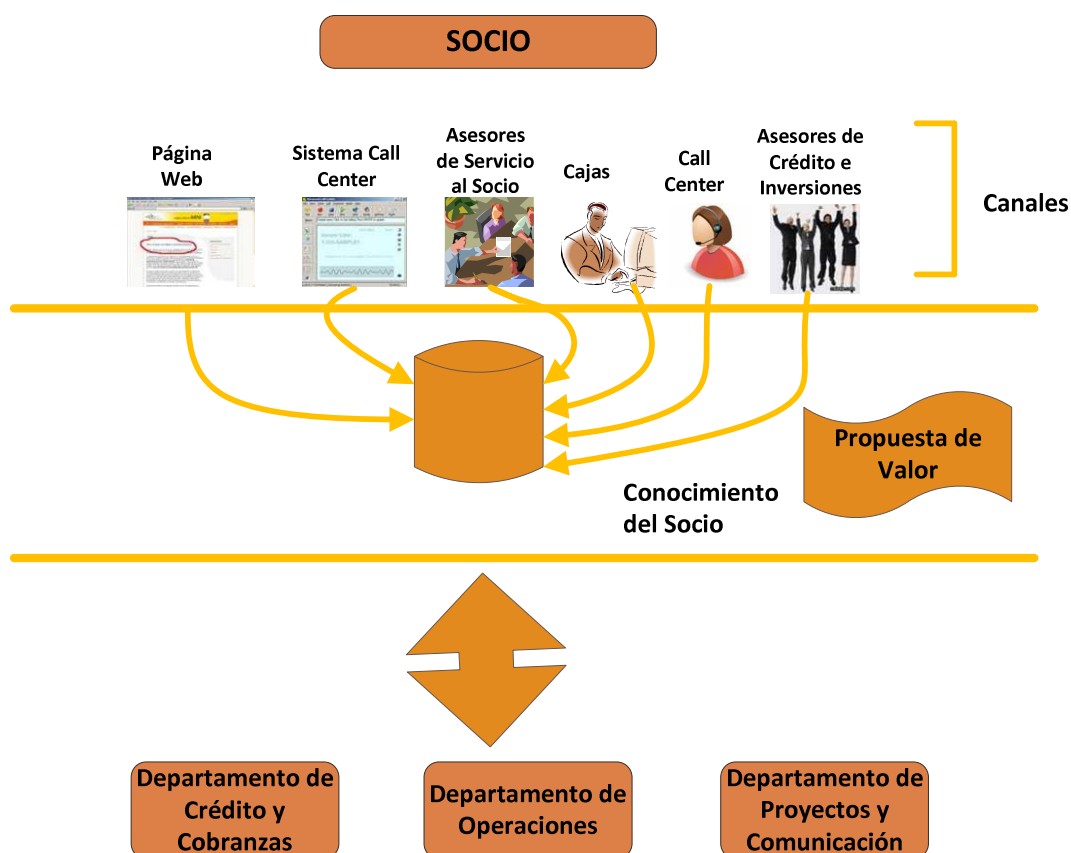 SOCIO
Página
Web
Sistema Call
Center
Asesores
de Servicio
al Socio
Cajas
Call
Center
Asesores de
Crédito e
Inversiones
Canales
Propuesta de
Valor
Conocimiento
del Socio
Departamento de
Crédito y
Cobranzas
Departamento de
Operaciones
Departamento de
Proyectos y
Comunicación